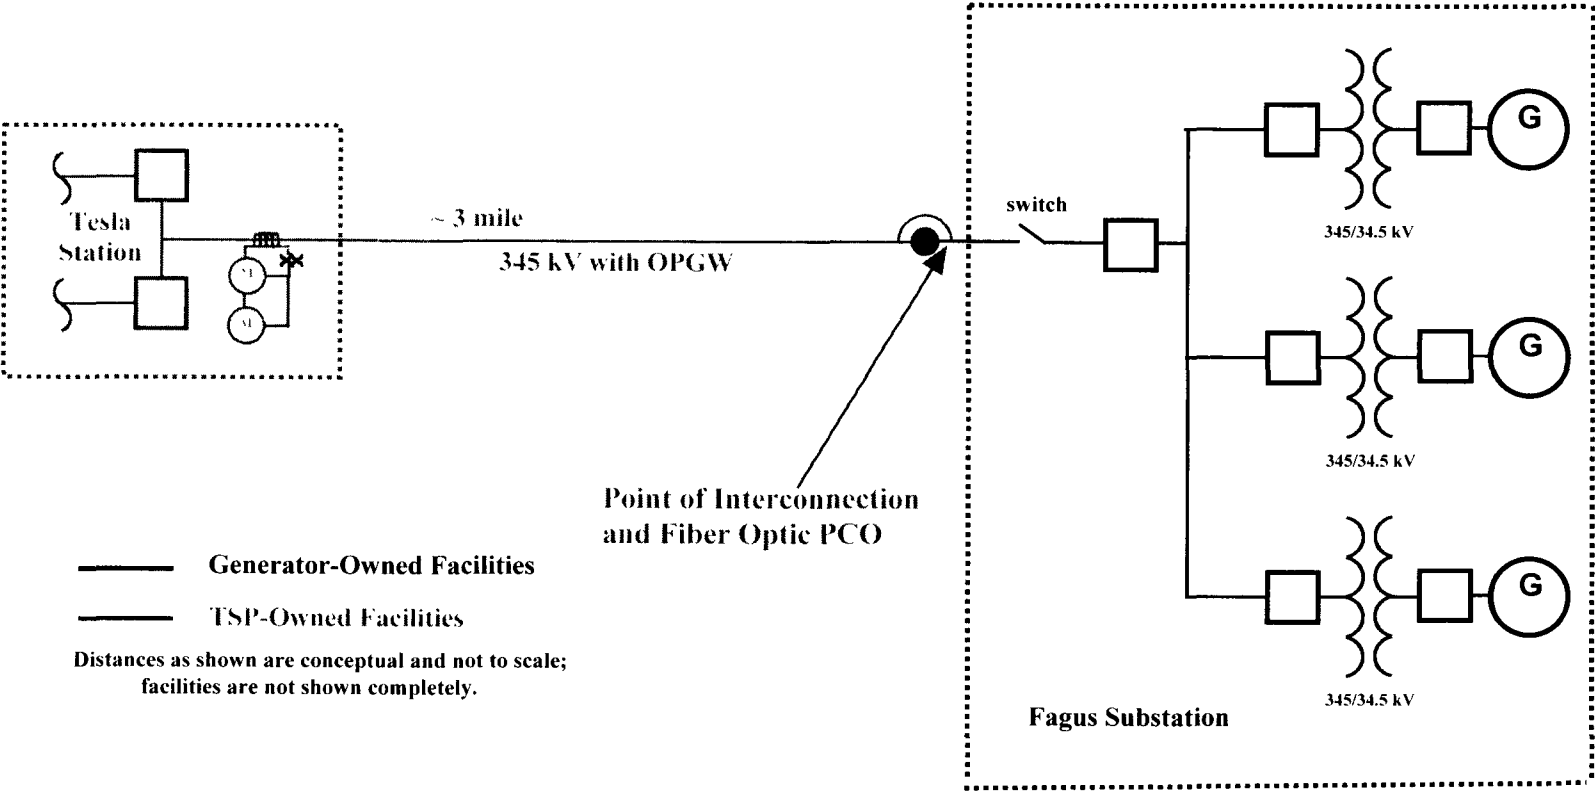 G
345/34.5 kV
Tesla
Station
~ 3 mile
345 kV with OPGW
M
M
switch
G
345/34.5 kV
Point of Interconnection
and Fiber Optic PCO
Generator-Owned Facilities
TSP-Owned Facilities
Distances as shown are conceptual and not to scale;
facilities are not shown completely.
G
345/34.5 kV
Fagus Substation